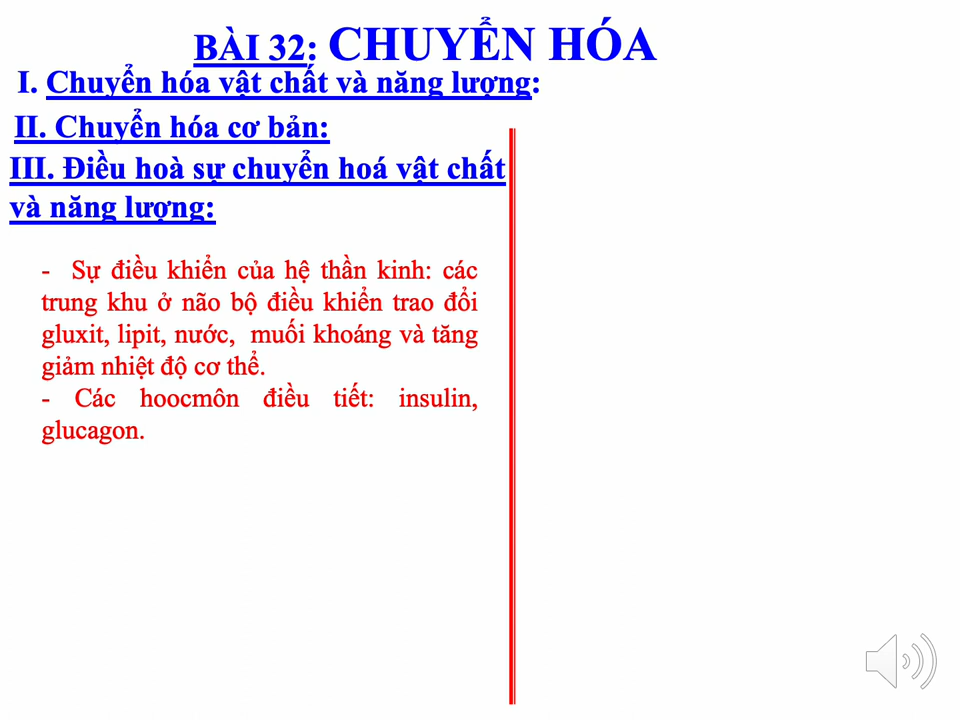 BÀI 32: CHUYỂN HÓA
I. Chuyển hóa vật chất và năng lượng:
II. Chuyển hóa cơ bản:
III. Điều hoà sự chuyển hoá vật chất
và năng lượng:
- Sự điều khiển của hệ thần kinh: các
trung khu ở não bộ điều khiển trao đổi
gluxit, lipit, nước, muối khoáng và tăng
giảm nhiệt độ cơ thể.
- Các hoocmôn điều tiết: insulin,
glucagon.